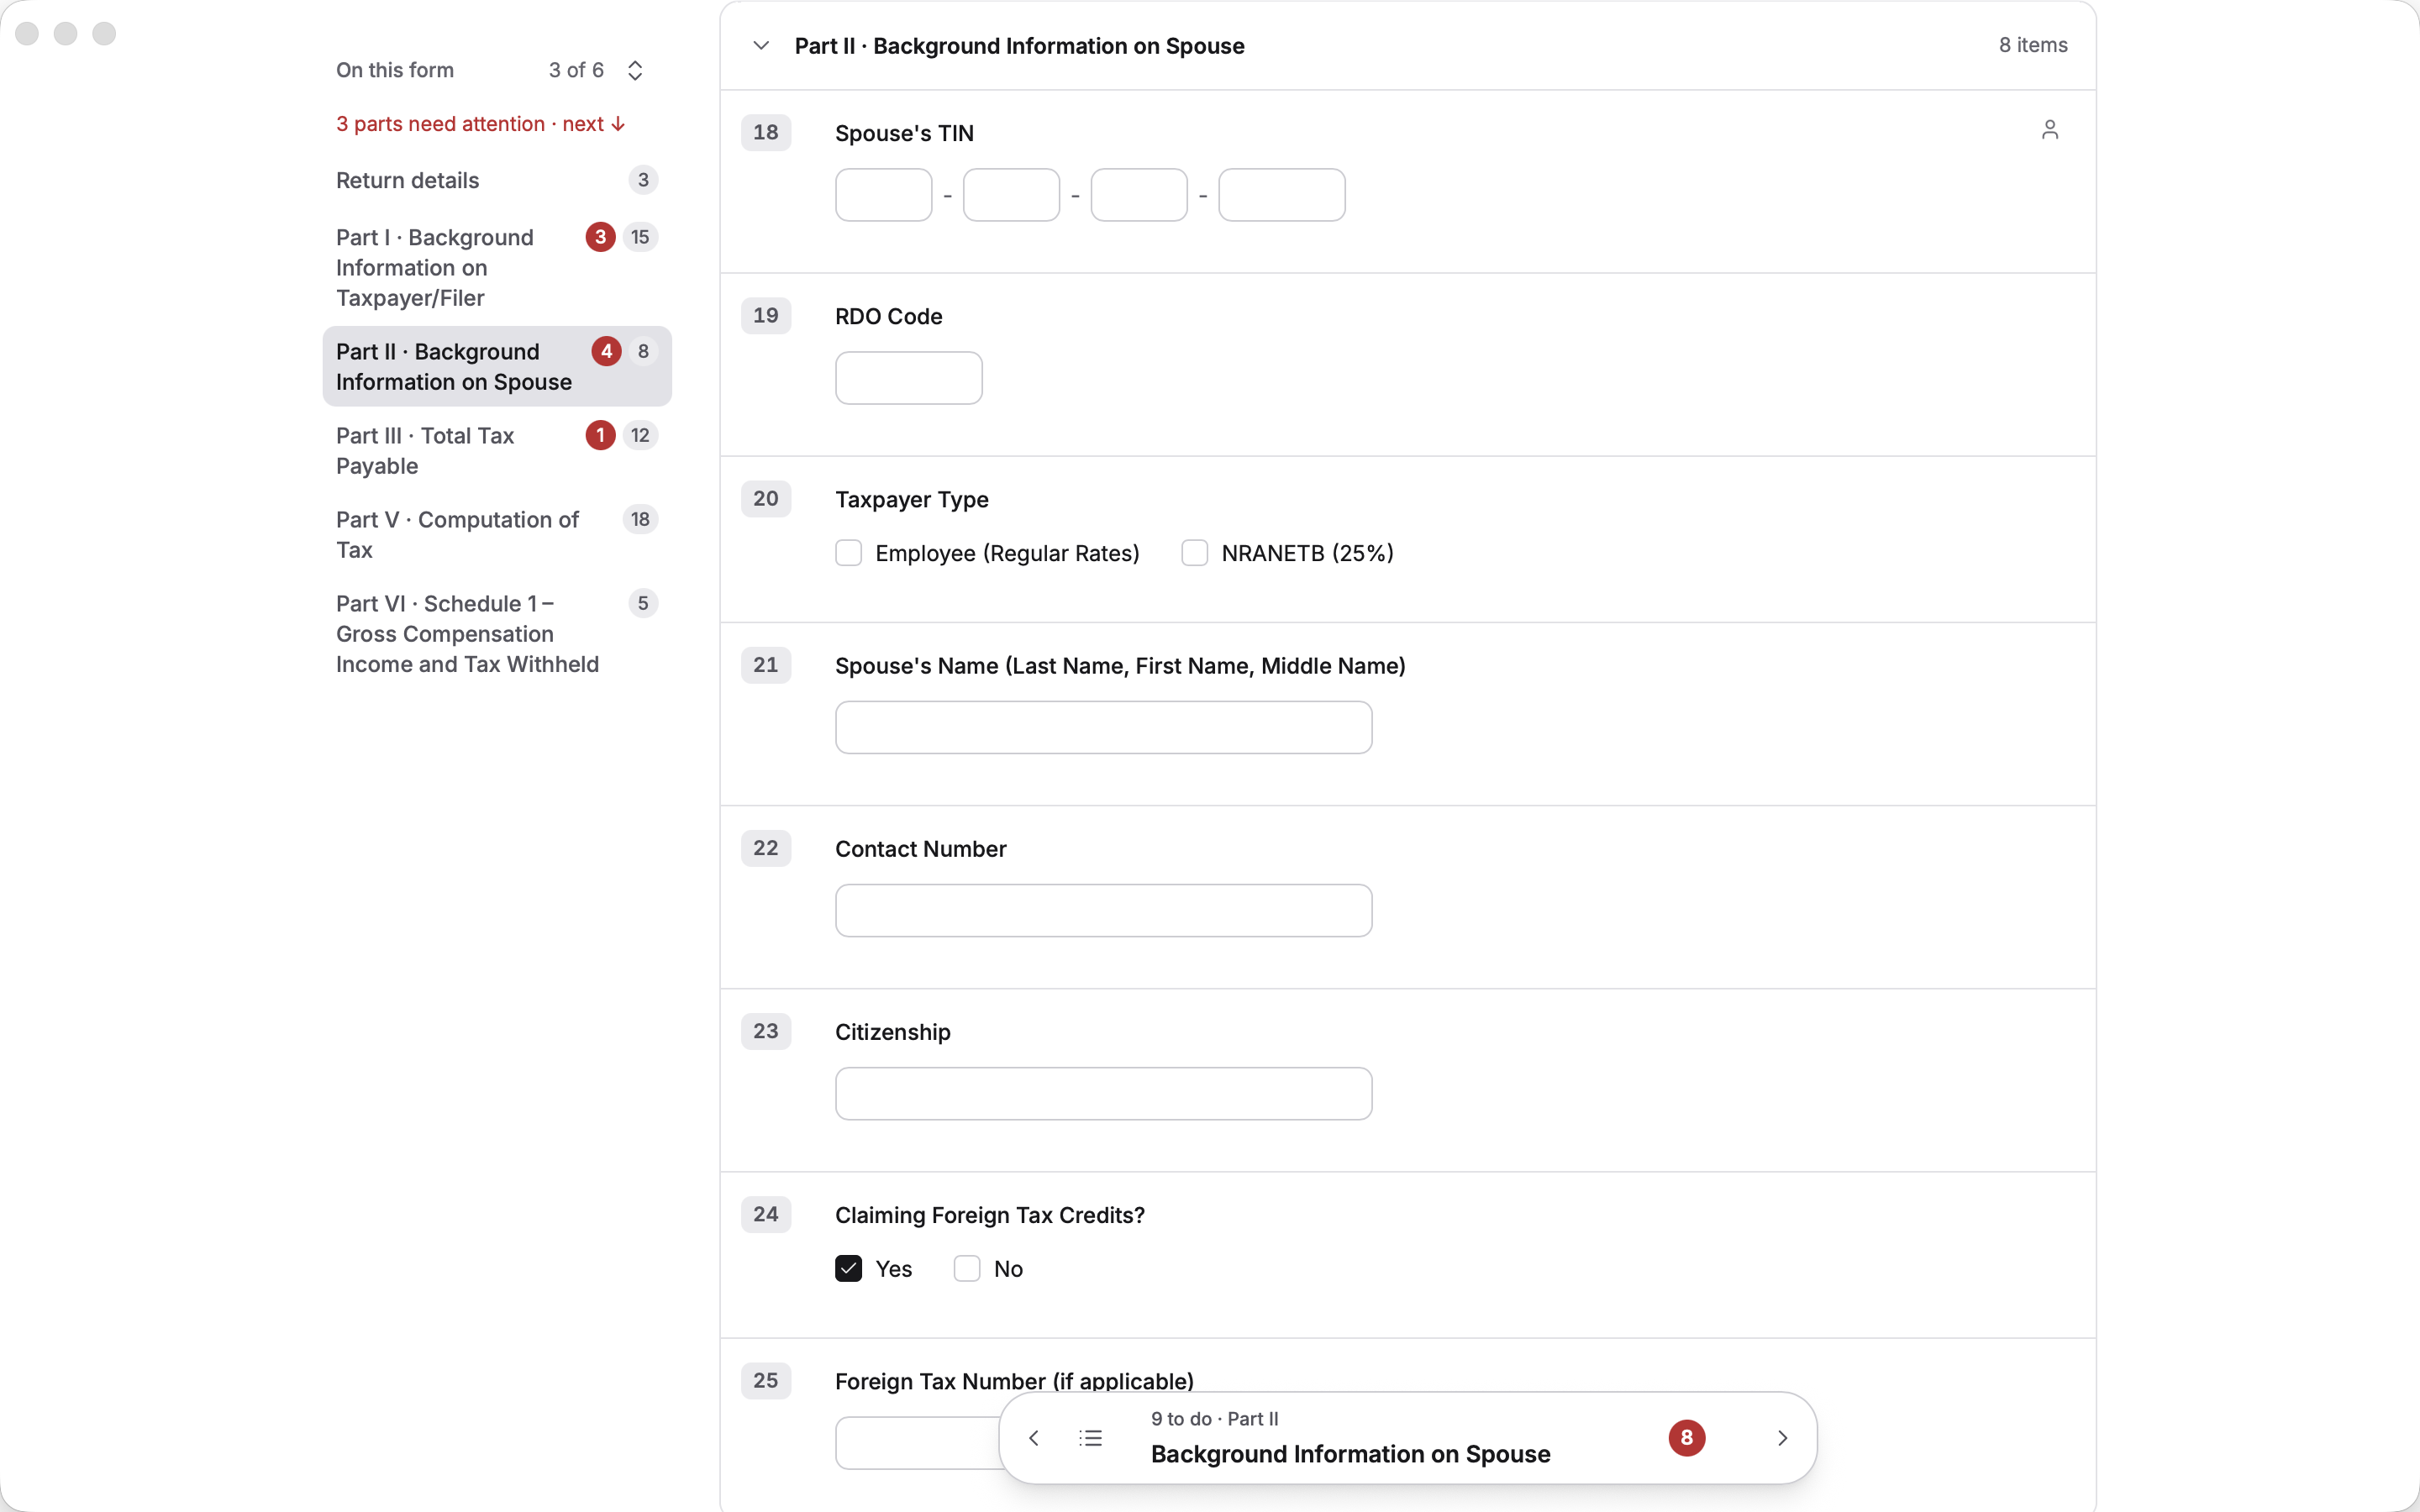 On this form
3 of 6
3 parts need attention · next ↓
Return details
3
Part I · Background
Information on
Taxpayer/Filer
3
15
Part II · Background
Information on Spouse
4
8
Part III · Total Tax
Payable
1
12
Part V · Computation of
Tax
18
Part VI · Schedule 1 –
Gross Compensation
Income and Tax Withheld
5
Part II · Background Information on Spouse
8 items
18
Spouse's TIN
- - -
19
RDO Code
20
Taxpayer Type
Employee (Regular Rates)
NRANETB (25%)
21
Spouse's Name (Last Name, First Name, Middle Name)
22
Contact Number
23
Citizenship
24
Claiming Foreign Tax Credits?
Yes
No
25
Foreign Tax Number (if applicable)
9 to do · Part II
Background Information on Spouse
8